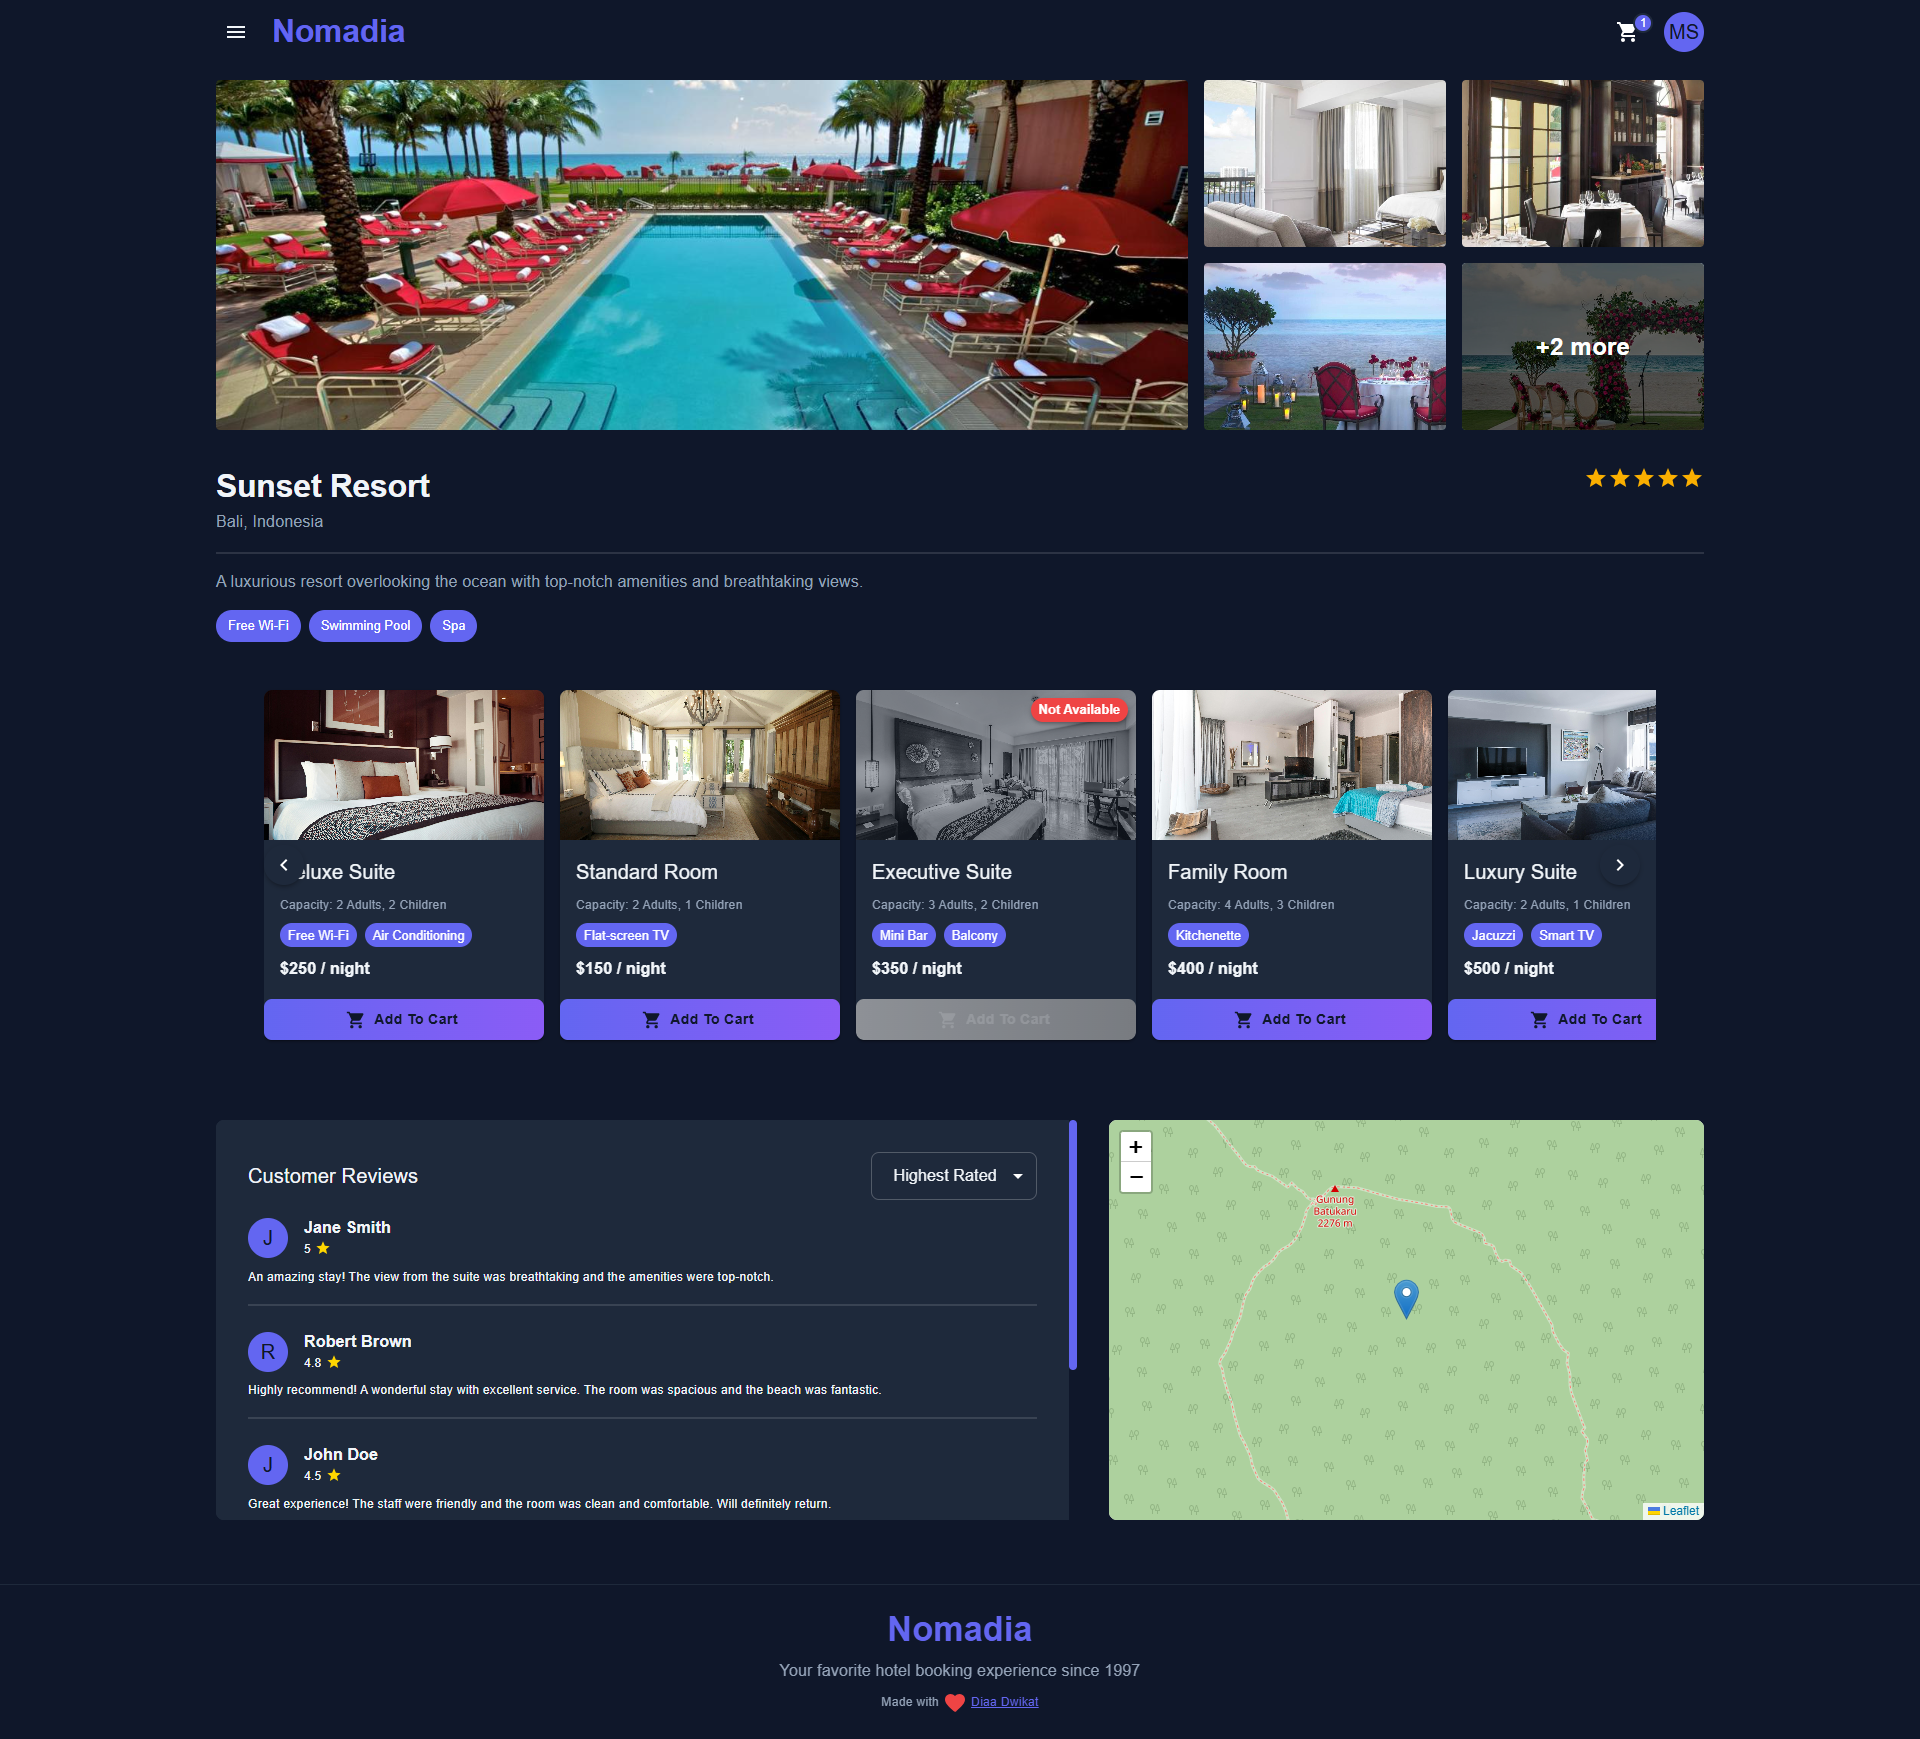 Nomadia
1
MS
+2 more
Sunset Resort
Bali, Indonesia
A luxurious resort overlooking the ocean with top-notch amenities and breathtaking views.
Free Wi-Fi
Swimming Pool
Spa
eluxe Suite
Capacity: 2 Adults, 2 Children
Free Wi-Fi
Air Conditioning
$250 / night
Add To Cart
Standard Room
Capacity: 2 Adults, 1 Children
Flat-screen TV
$150 / night
Add To Cart
Not Available
Executive Suite
Capacity: 3 Adults, 2 Children
Mini Bar
Balcony
$350 / night
Add To Cart
Family Room
Capacity: 4 Adults, 3 Children
Kitchenette
$400 / night
Add To Cart
Luxury Suite
Capacity: 2 Adults, 1 Children
Jacuzzi
Smart TV
$500 / night
Add To Cart
Customer Reviews
Highest Rated
J
Jane Smith
5
An amazing stay! The view from the suite was breathtaking and the amenities were top-notch.
R
Robert Brown
4.8
Highly recommend! A wonderful stay with excellent service. The room was spacious and the beach was fantastic.
J
John Doe
4.5
Great experience! The staff were friendly and the room was clean and comfortable. Will definitely return.
+
−
Gunung
Batukaru
2276 m
Leaflet
Nomadia
Your favorite hotel booking experience since 1997
Made with Diaa Dwikat